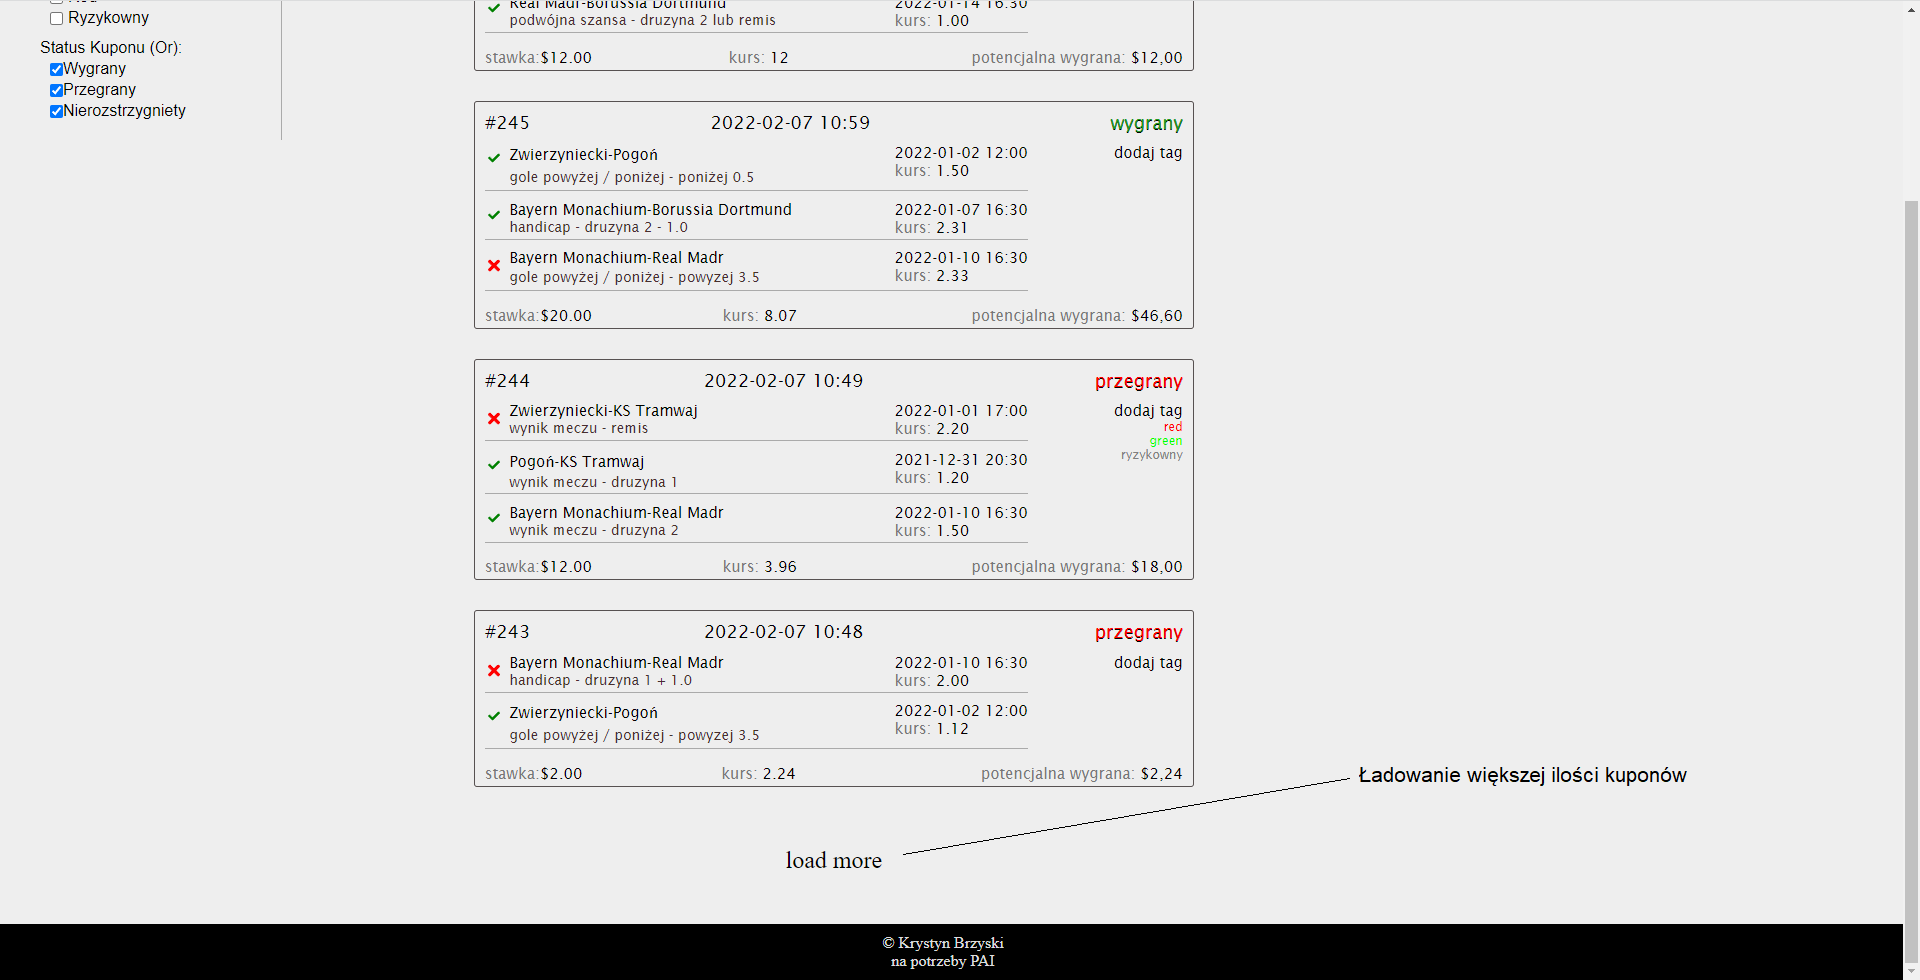 Ryzykowny
Status Kuponu (Or):
Wygrany
Przegrany
Nierozstrzygniety
Real Madr-Borussia Dortmund
2022-01-14 16:30
podwójna szansa - druzyna 2 lub remis
kurs: 1.00
stawka:$12.00 kurs: 12 potencjalna wygrana: $12,00
#245 2022-02-07 10:59 wygrany
Zwierzyniecki-Pogoń 2022-01-02 12:00 dodaj tag
gole powyżej / poniżej - poniżej 0.5 kurs: 1.50
Bayern Monachium-Borussia Dortmund 2022-01-07 16:30
handicap - druzyna 2 - 1.0 kurs: 2.31
Bayern Monachium-Real Madr 2022-01-10 16:30
gole powyżej / poniżej - powyzej 3.5 kurs: 2.33
stawka:$20.00 kurs: 8.07 potencjalna wygrana: $46,60
#244 2022-02-07 10:49 przegrany
Zwierzyniecki-KS Tramwaj 2022-01-01 17:00 dodaj tag
wynik meczu - remis kurs: 2.20 red
green
ryzykowny
Pogoń-KS Tramwaj 2021-12-31 20:30
wynik meczu - druzyna 1 kurs: 1.20
Bayern Monachium-Real Madr 2022-01-10 16:30
wynik meczu - druzyna 2 kurs: 1.50
stawka:$12.00 kurs: 3.96 potencjalna wygrana: $18,00
#243 2022-02-07 10:48 przegrany
Bayern Monachium-Real Madr 2022-01-10 16:30 dodaj tag
handicap - druzyna 1 + 1.0 kurs: 2.00
Zwierzyniecki-Pogoń 2022-01-02 12:00
gole powyżej / poniżej - powyzej 3.5 kurs: 1.12
stawka:$2.00 kurs: 2.24 potencjalna wygrana: $2,24
Ładowanie większej ilości kuponów
load more
© Krystyn Brzyski
na potrzeby PAI